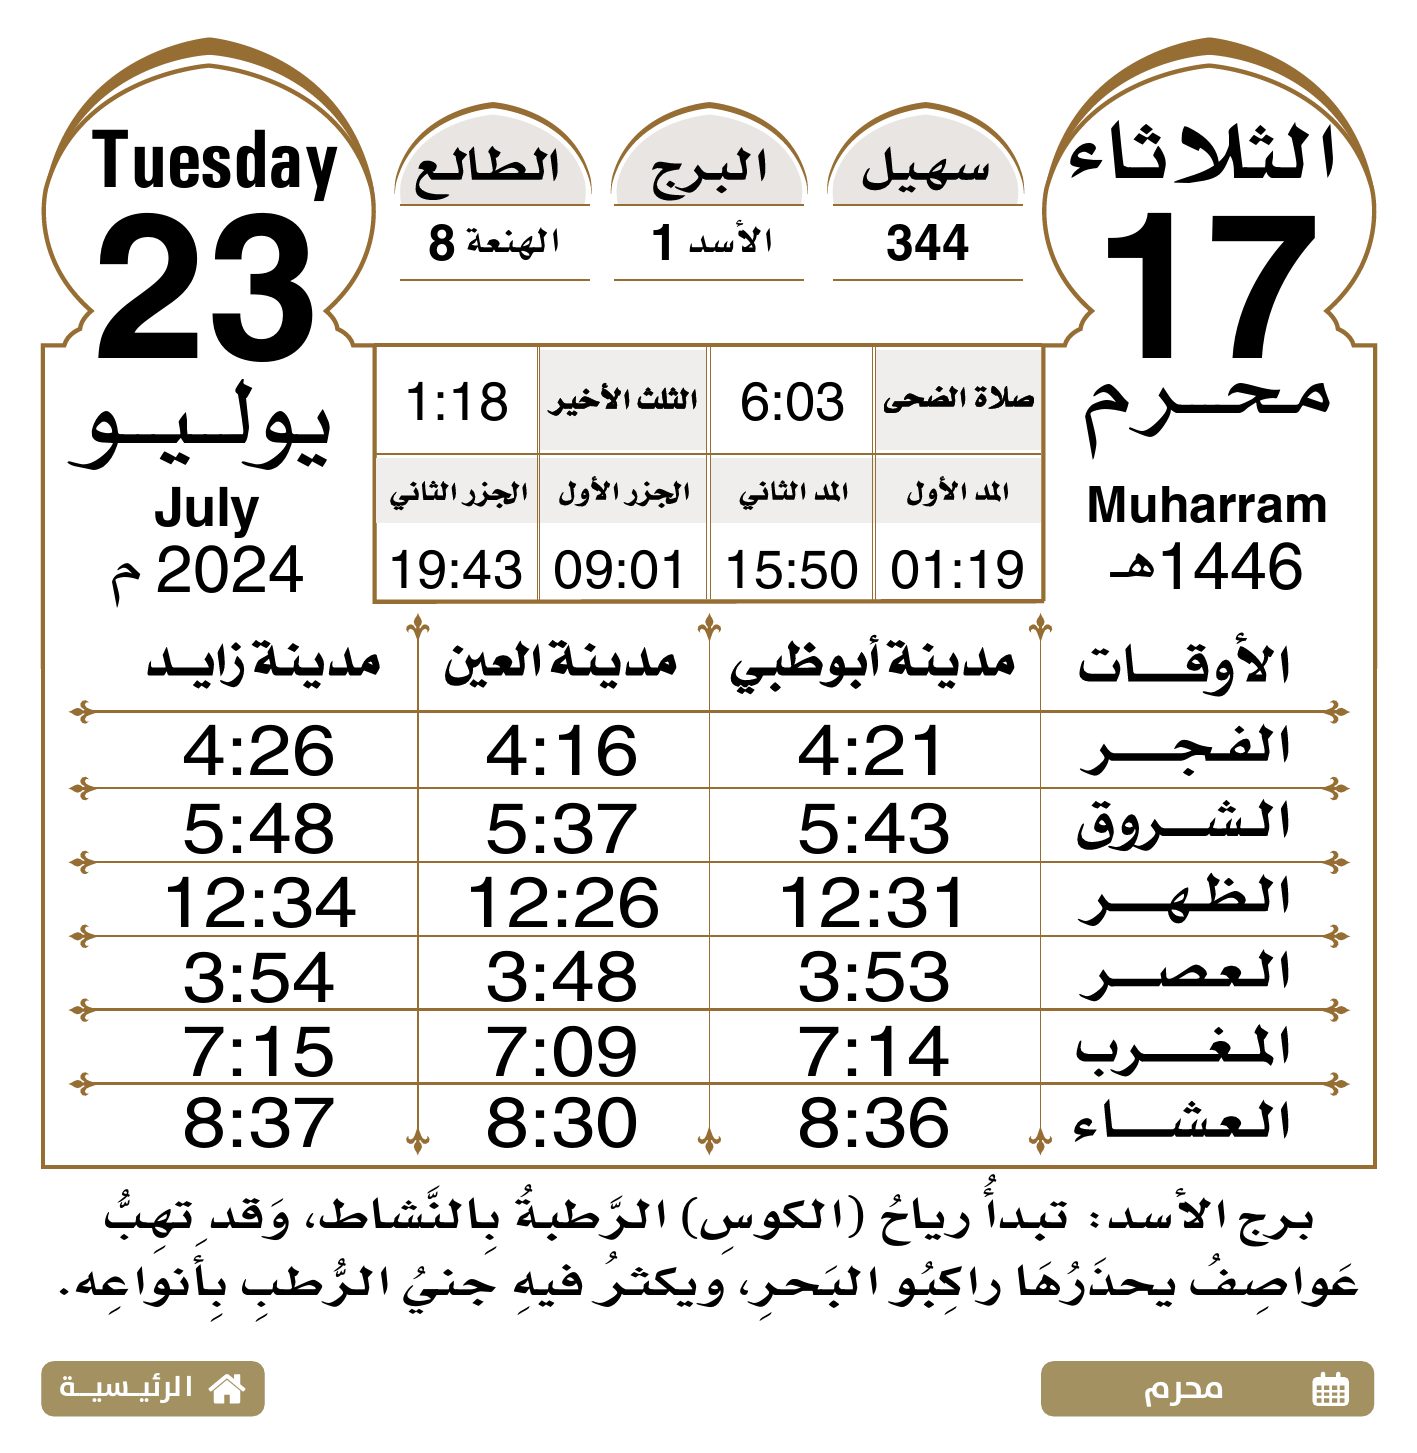 الثلاثاء
17
محرم
Muharram
1446هـ
سهيل
344
البرج
الأسد 1
الطالع
الهنعة 8
Tuesday
23
يوليو
July
2024 م
صلاة الضحى 6:03 الثلث الأخير 1:18
المد الأول المد الثاني الجزر الأول الجزر الثاني
01:19 15:50 09:01 19:43
الأوقات مدينة أبوظبي مدينة العين مدينة زايد
الفجر 4:21 4:16 4:26
الشروق 5:43 5:37 5:48
الظهر 12:31 12:26 12:34
العصر 3:53 3:48 3:54
المغرب 7:14 7:09 7:15
العشاء 8:36 8:30 8:37
برج الأسد: تبدأُ رياحُ (الكوسِ) الرَّطبةُ بِالنَّشاط، وَقد تهِبُّ
عَواصِفُ يحذَرُهَا راكِبُو البَحرِ، ويكثرُ فيهِ جنيُ الرُّطبِ بِأنواعِه.
محرم
الرئيسية